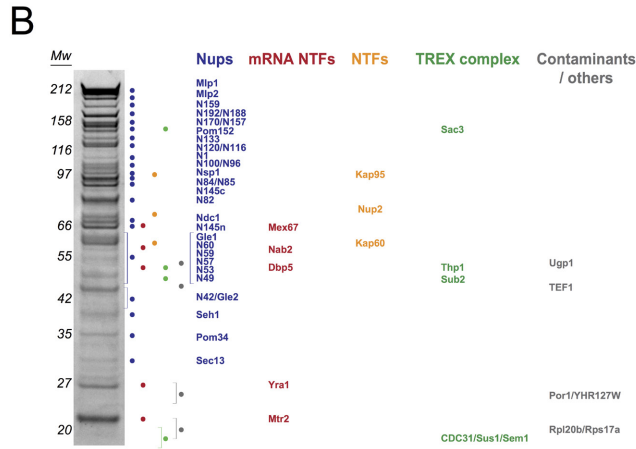 B
Mw
Nups mRNA NTFs NTFs TREX complex Contaminants
/ others
212
158
116
97
66
55
42
35
27
20
Mlp1
Mlp2
N159
N192/N188
N170/N157
Pom152
N133
N120/N116
N1
N100/N96
Nsp1
N84/N85
N145c
N82
Ndc1
N145n
Gle1
N60
N59
N57
N53
N49
N42/Gle2
Seh1
Pom34
Sec13
Mex67
Nab2
Dbp5
Yra1
Mtr2
Kap95
Nup2
Kap60
Sac3
Thp1
Sub2
CDC31/Sus1/Sem1
Ugp1
TEF1
Por1/YHR127W
Rpl20b/Rps17a